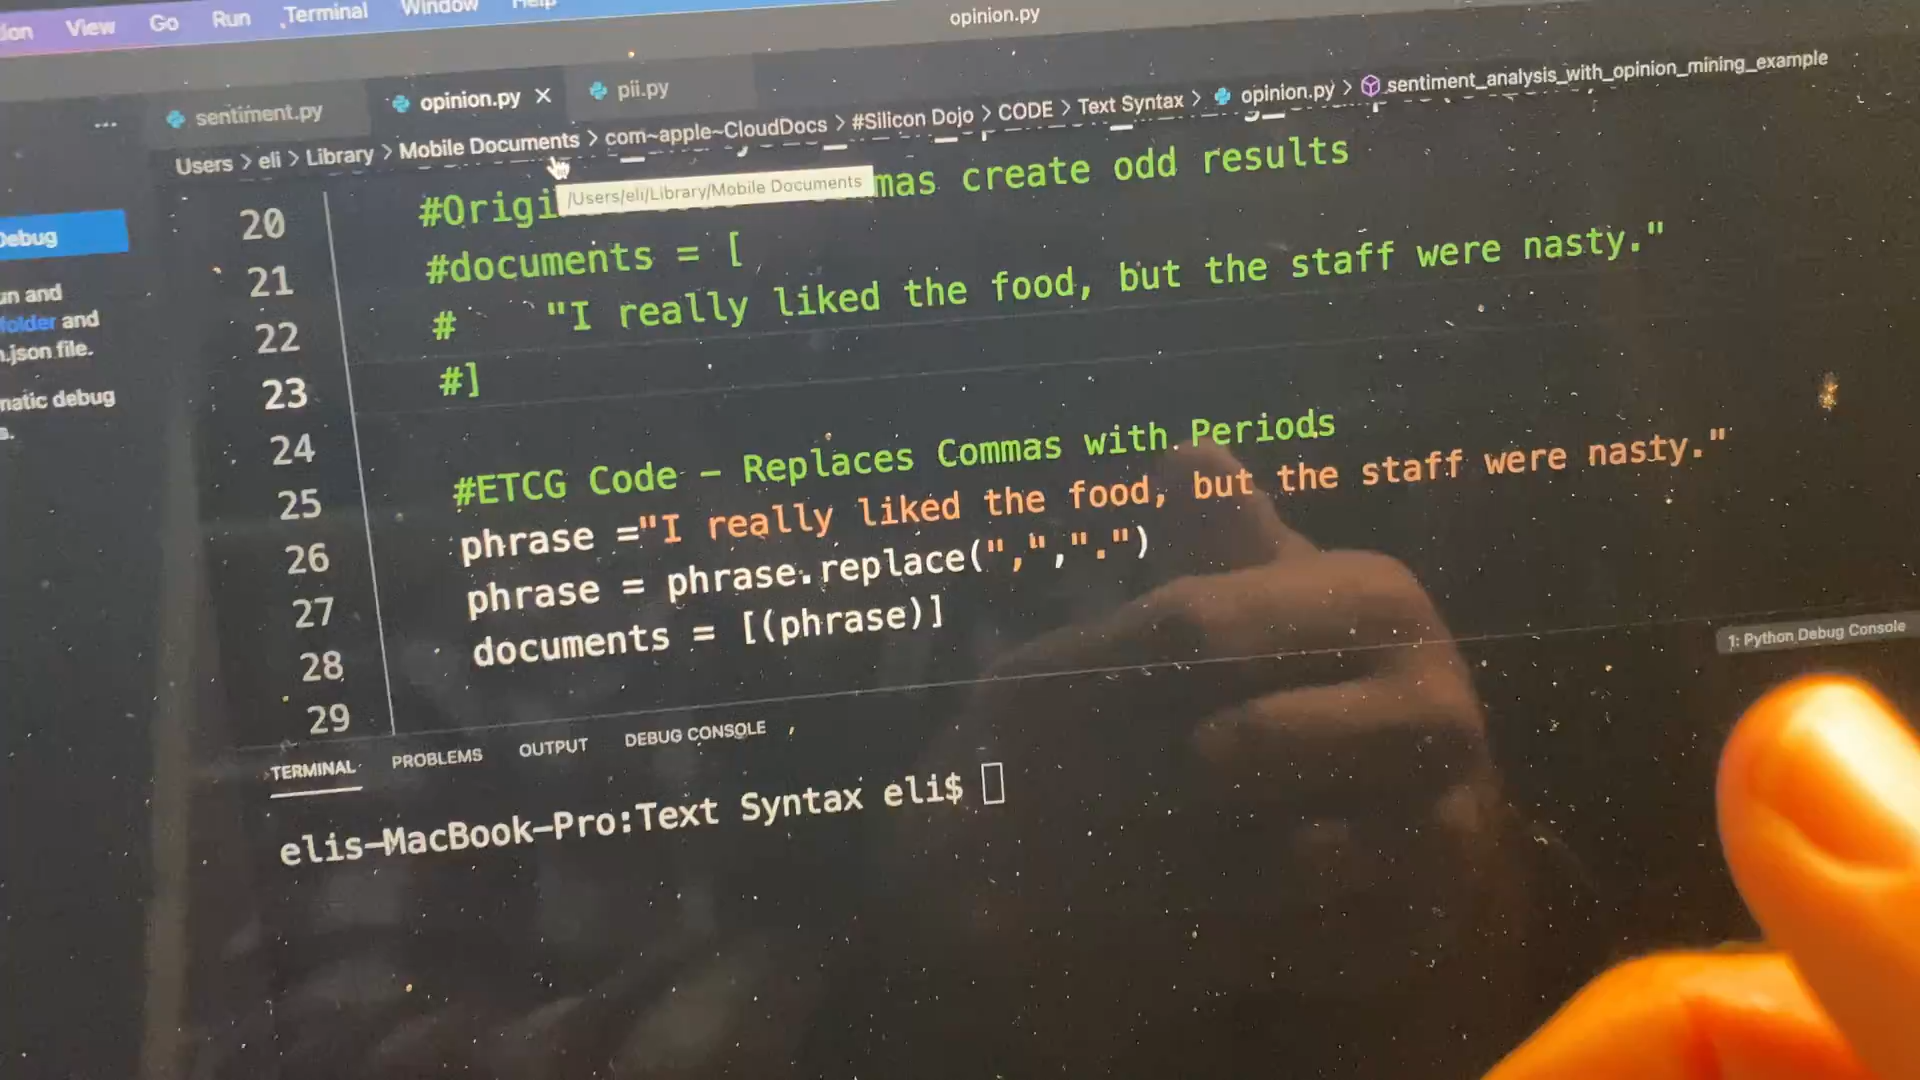 View Go Run Terminal Window Help
opinion.py
... sentiment.py opinion.py × pii.py
Users > eli > Library > Mobile Documents > com~apple~CloudDocs > #Silicon Dojo > CODE > Text Syntax > opinion.py > sentiment_analysis_with_opinion_mining_example
/Users/eli/Library/Mobile Documents
20 #Origi mas create odd results
21 #documents = [
22 # "I really liked the food, but the staff were nasty."
23 #]
24
25 #ETCG Code – Replaces Commas with Periods
26 phrase ="I really liked the food, but the staff were nasty."
27 phrase = phrase.replace(",",".")
28 documents = [(phrase)]
29
Debug
and
folder and
.json file.
matic debug
s.
1: Python Debug Console
TERMINAL PROBLEMS OUTPUT DEBUG CONSOLE
elis-MacBook-Pro:Text Syntax eli$